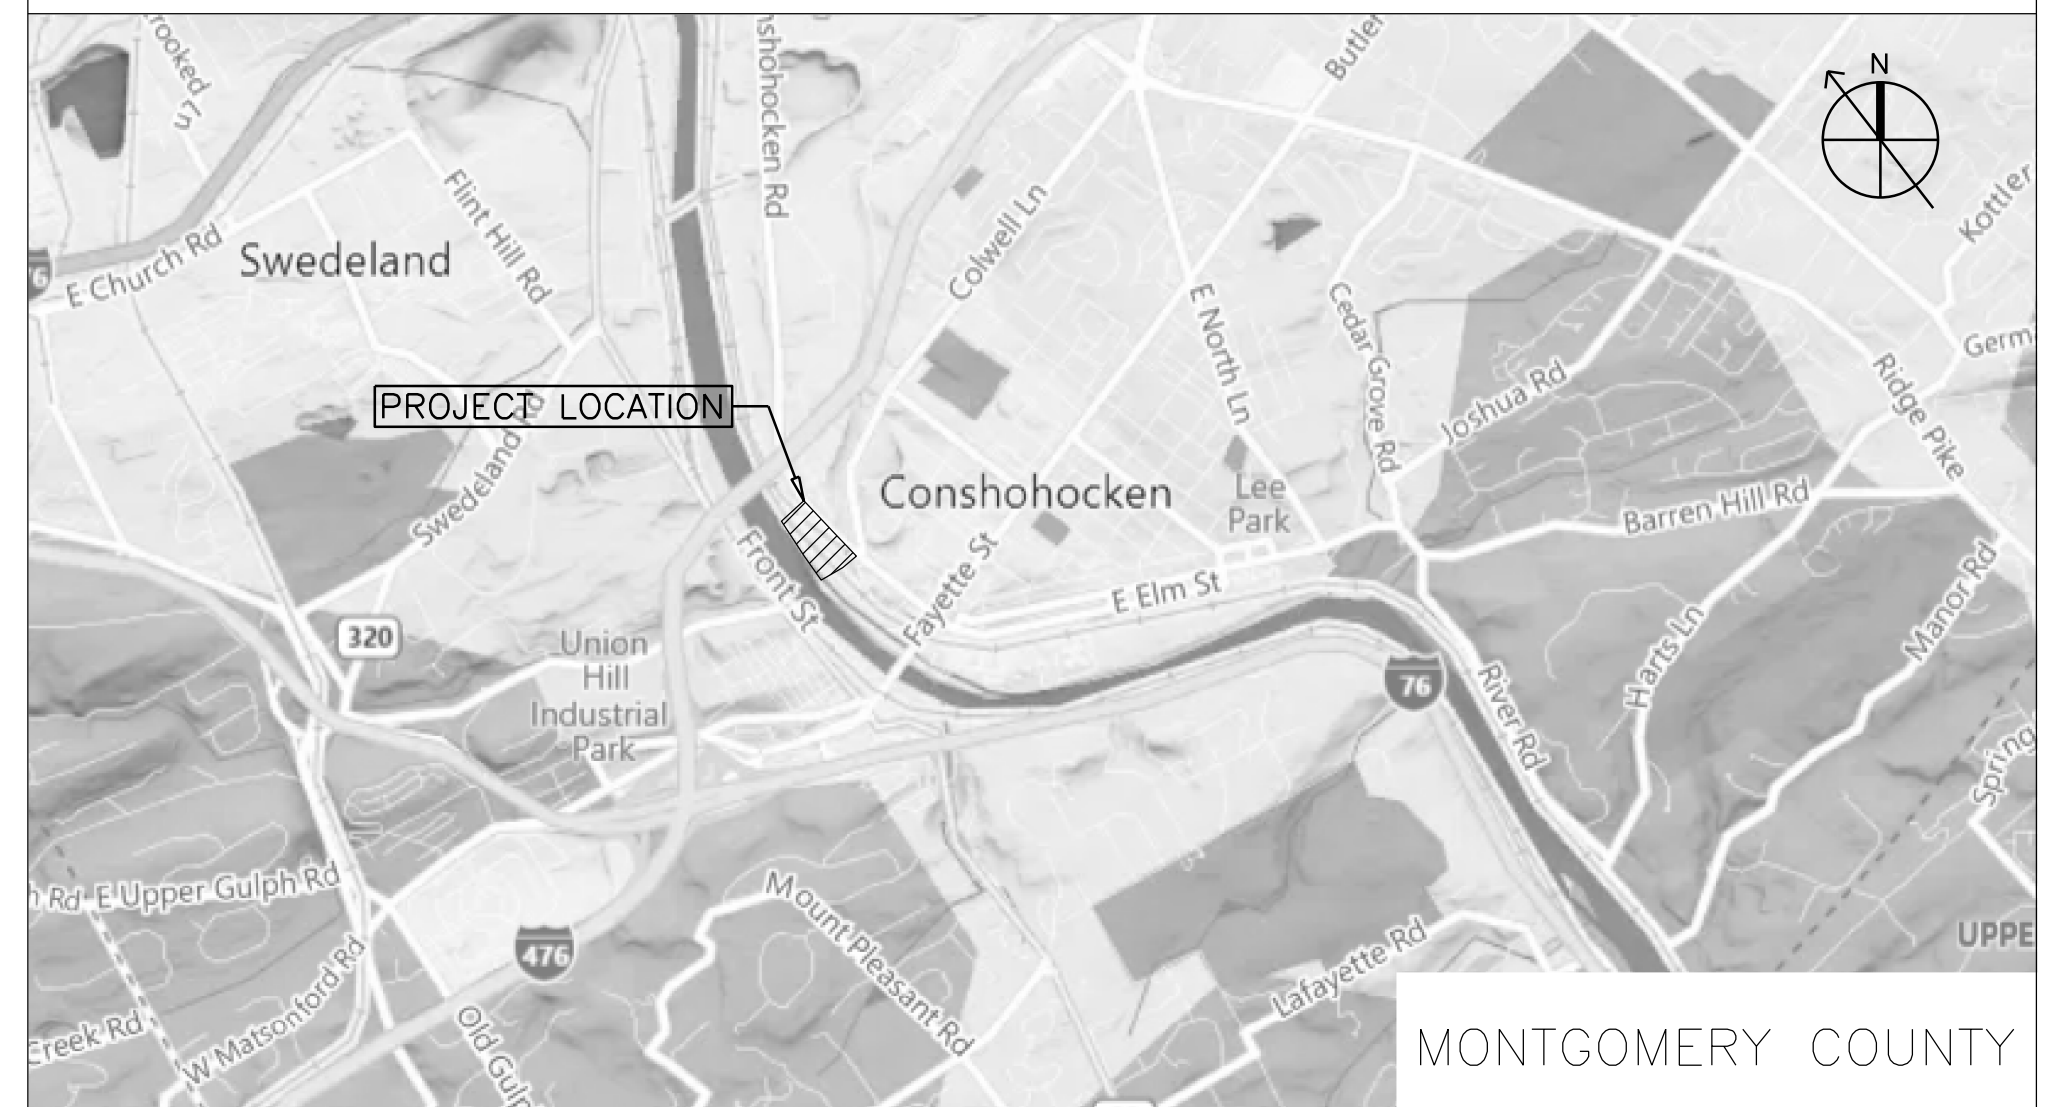 N
Butler
Kottler
Flint Hill Rd
Colwell Ln
E Church Rd
Swedeland
E North Ln
Cedar Grove Rd
Joshua Rd
Ridge Pike
PROJECT LOCATION
Swedeland Rd
Conshohocken
Lee
Park
Barren Hill Rd
Front St
Fayette St
E Elm St
Manor Rd
Harts Ln
320
Union
Hill
Industrial
Park
76
River Rd
Spring
E Upper Gulph Rd
Mount Pleasant Rd
476
Lafayette Rd
W Matsonford Rd
Creek Rd
Old Gulp
UPPE
MONTGOMERY COUNTY